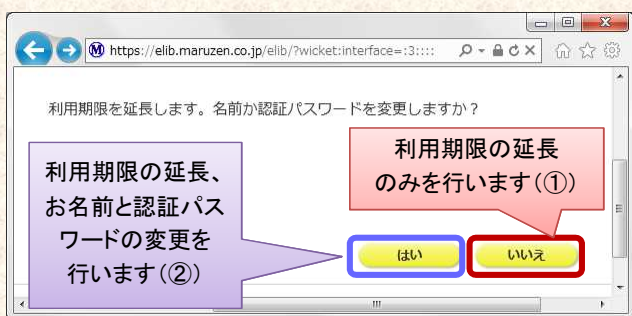 https://elib.maruzen.co.jp/elib/?wicket:interface=:3::::
利用期限を延長します。名前か認証パスワードを変更しますか?
利用期限の延長
のみを行います(①)
利用期限の延長、
お名前と認証パス
ワードの変更を
行います(②)
はい
いいえ